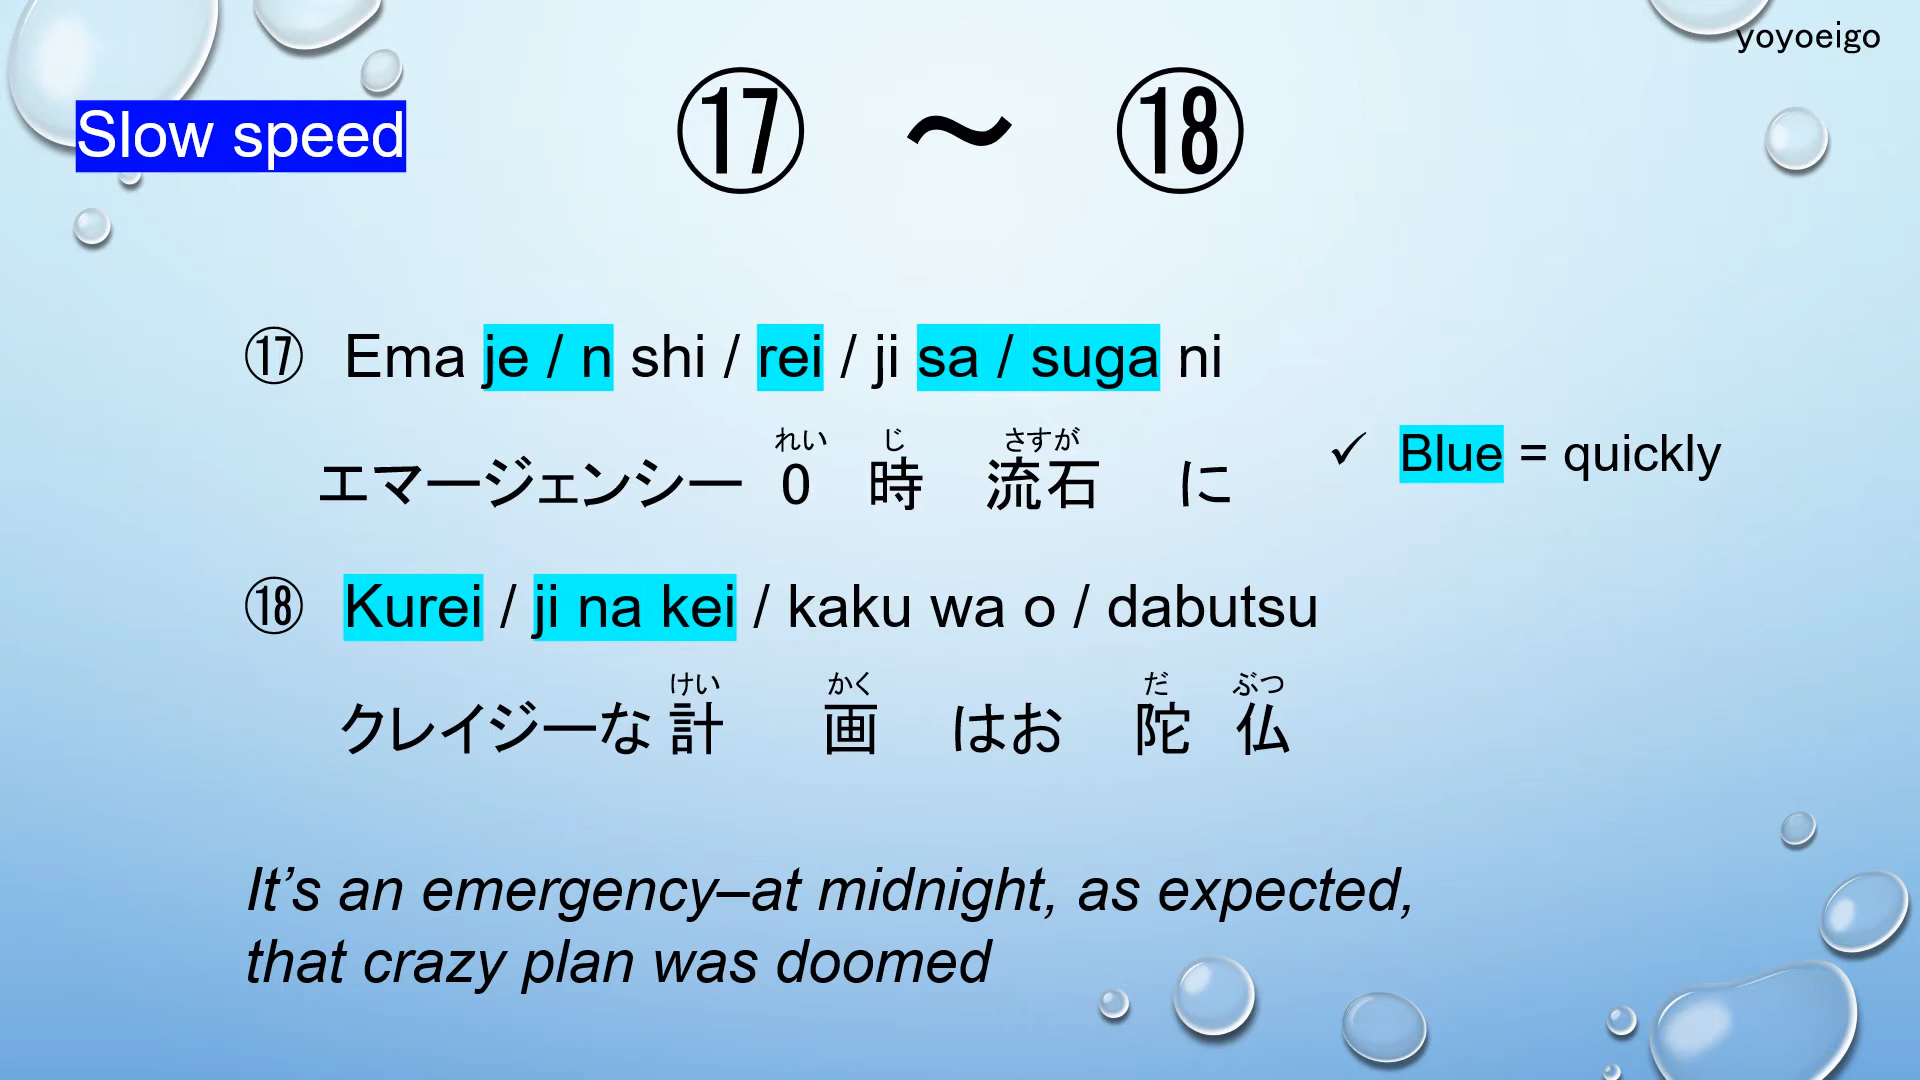 yoyoeigo
Slow speed
⑰ ～ ⑱
⑰ Ema je / n shi / rei / ji sa / suga ni
れい じ さすが
エマージェンシー 0 時 流石 に
✓ Blue = quickly
⑱ Kurei / ji na kei / kaku wa o / dabutsu
けい かく だ ぶつ
クレイジーな 計 画 はお 陀 仏
It’s an emergency–at midnight, as expected,
that crazy plan was doomed